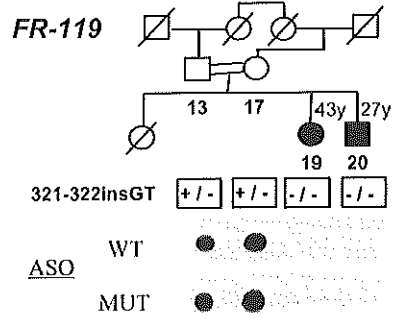 FR-119
13 17 43y 27y
19 20
321-322insGT +/- +/- -/- -/-
WT
ASO
MUT